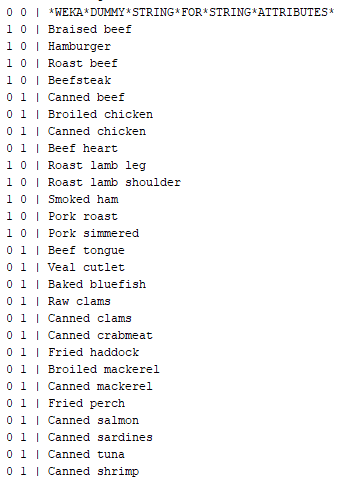 0 0 | *WEKA*DUMMY*STRING*FOR*STRING*ATTRIBUTES*
1 0 | Braised beef
1 0 | Hamburger
1 0 | Roast beef
1 0 | Beefsteak
0 1 | Canned beef
0 1 | Broiled chicken
0 1 | Canned chicken
0 1 | Beef heart
1 0 | Roast lamb leg
1 0 | Roast lamb shoulder
1 0 | Smoked ham
1 0 | Pork roast
1 0 | Pork simmered
0 1 | Beef tongue
0 1 | Veal cutlet
0 1 | Baked bluefish
0 1 | Raw clams
0 1 | Canned clams
0 1 | Canned crabmeat
0 1 | Fried haddock
0 1 | Broiled mackerel
0 1 | Canned mackerel
0 1 | Fried perch
0 1 | Canned salmon
0 1 | Canned sardines
0 1 | Canned tuna
0 1 | Canned shrimp